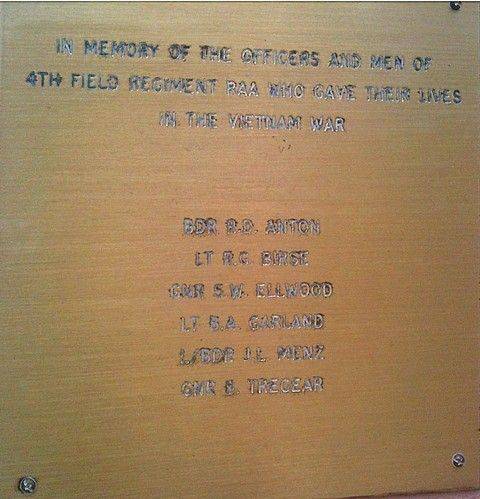 IN MEMORY OF THE OFFICERS AND MEN OF
4TH FIELD REGIMENT RAA WHO GAVE THEIR LIVES
IN THE VIETNAM WAR
BDR B.D. ANTON
LT R.G. BIRSE
GNR S.W. ELLWOOD
LT B.A. GARLAND
L/BDR J.L. MENZ
GNR B. TREGEAR